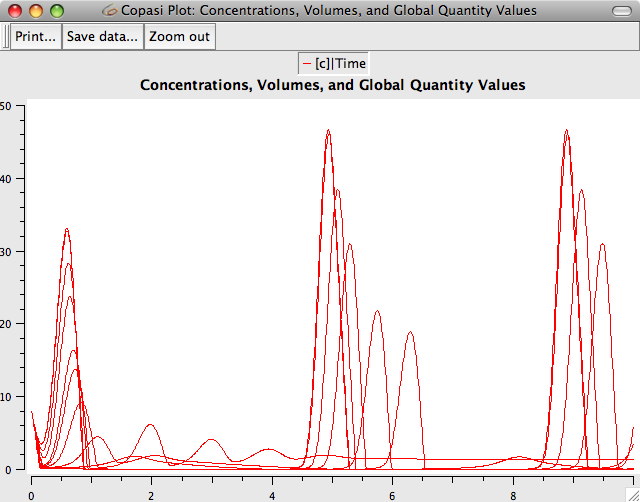 Copasi Plot: Concentrations, Volumes, and Global Quantity Values
Print... Save data... Zoom out
[c]|Time
Concentrations, Volumes, and Global Quantity Values
50
40
30
20
10
0
0 2 4 6 8